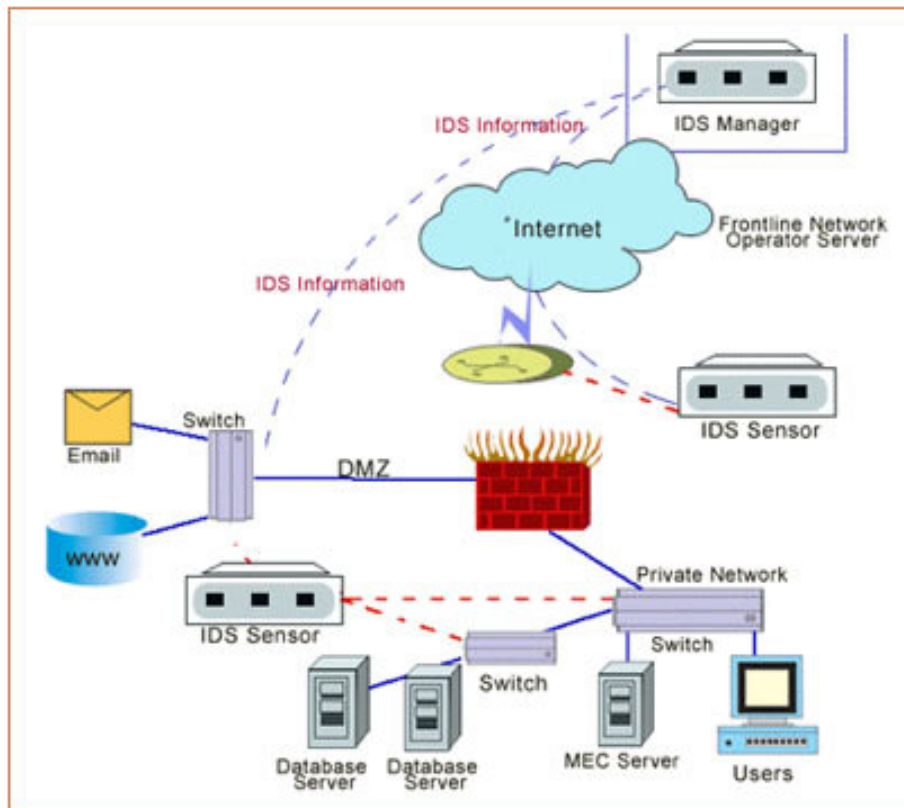 IDS Manager
IDS Information
*Internet
Frontline Network
Operator Server
IDS Information
IDS Sensor
Switch
Email
DMZ
WWW
Private Network
IDS Sensor
Switch
Switch
Database
Server
Database
Server
MEC Server
Users